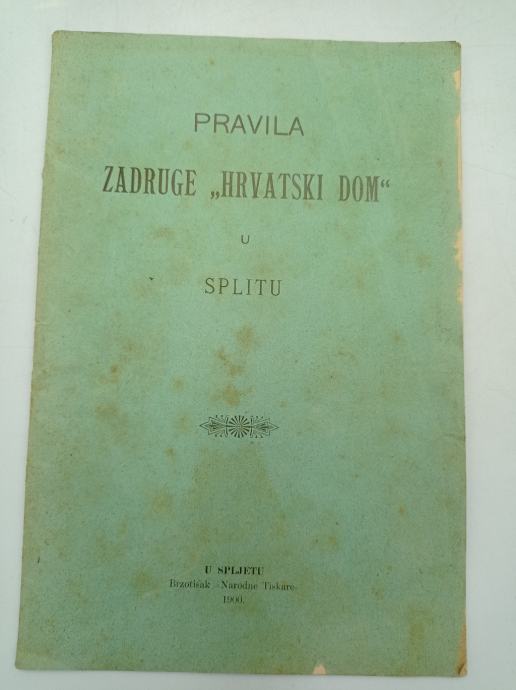 PRAVILA
ZADRUGE „HRVATSKI DOM“
U
SPLITU
U SPLJETU
Brzotisak »Narodne Tiskare«
1900.